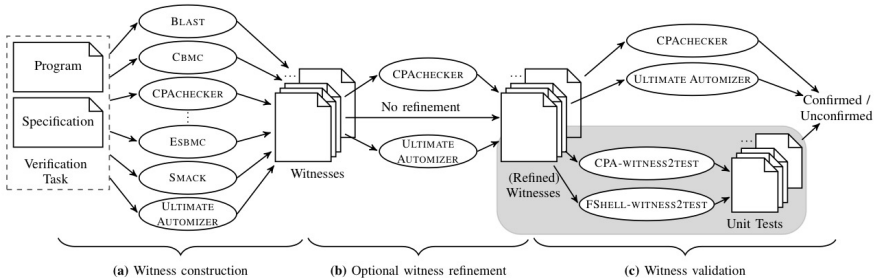 Program
Specification
Verification
Task
BLAST
CBMC
CPACHECKER
...
ESBMC
SMACK
ULTIMATE
AUTOMIZER
...
Witnesses
CPACHECKER
No refinement
ULTIMATE
AUTOMIZER
...
(Refined)
Witnesses
CPACHECKER
ULTIMATE AUTOMIZER
CPA-WITNESS2TEST
FSHELL-WITNESS2TEST
...
Unit Tests
Confirmed /
Unconfirmed
(a) Witness construction
(b) Optional witness refinement
(c) Witness validation